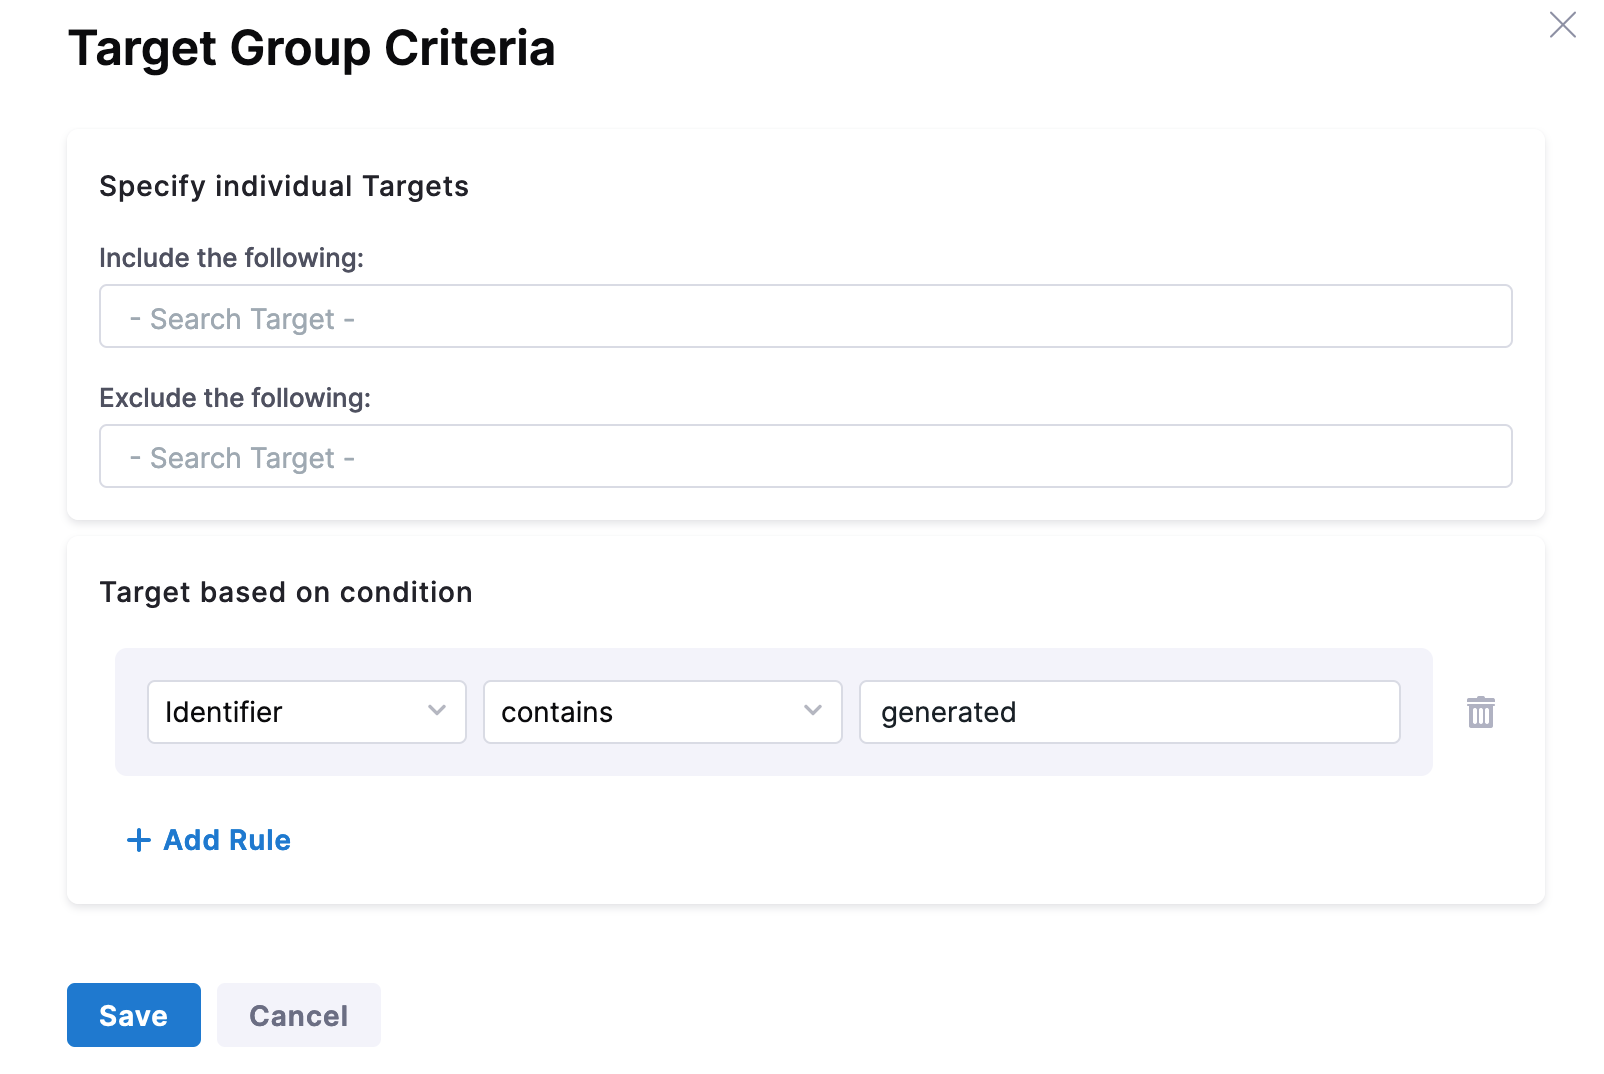 Target Group Criteria
Specify individual Targets
Include the following:
- Search Target -
Exclude the following:
- Search Target -
Target based on condition
Identifier contains generated
+ Add Rule
Save Cancel